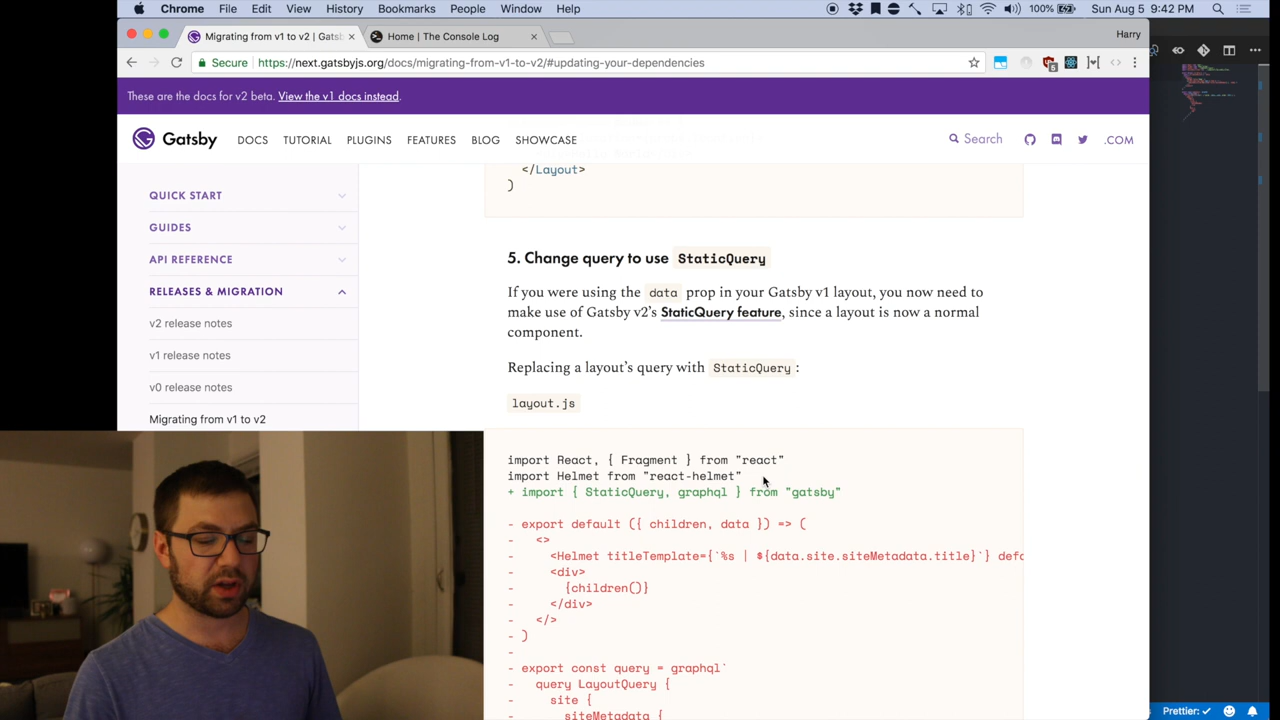 Chrome File Edit View History Bookmarks People Window Help 100% Sun Aug 5 9:42 PM
Migrating from v1 to v2 | Gatsb × Home | The Console Log × Harry
Secure https://next.gatsbyjs.org/docs/migrating-from-v1-to-v2/#updating-your-dependencies
These are the docs for v2 beta. View the v1 docs instead.
Gatsby DOCS TUTORIAL PLUGINS FEATURES BLOG SHOWCASE Search .COM
</Layout>
)
QUICK START
GUIDES
API REFERENCE
RELEASES & MIGRATION
v2 release notes
v1 release notes
v0 release notes
Migrating from v1 to v2
5. Change query to use StaticQuery
If you were using the data prop in your Gatsby v1 layout, you now need to
make use of Gatsby v2’s StaticQuery feature, since a layout is now a normal
component.
Replacing a layout’s query with StaticQuery :
layout.js
import React, { Fragment } from "react"
import Helmet from "react-helmet"
+ import { StaticQuery, graphql } from "gatsby"
- export default ({ children, data }) => (
- <>
- <Helmet titleTemplate={`%s | ${data.site.siteMetadata.title}`} defa
- <div>
- {children()}
- </div>
- </>
- )
-
- export const query = graphql`
- query LayoutQuery {
- site {
- siteMetadata {
Prettier: ✓